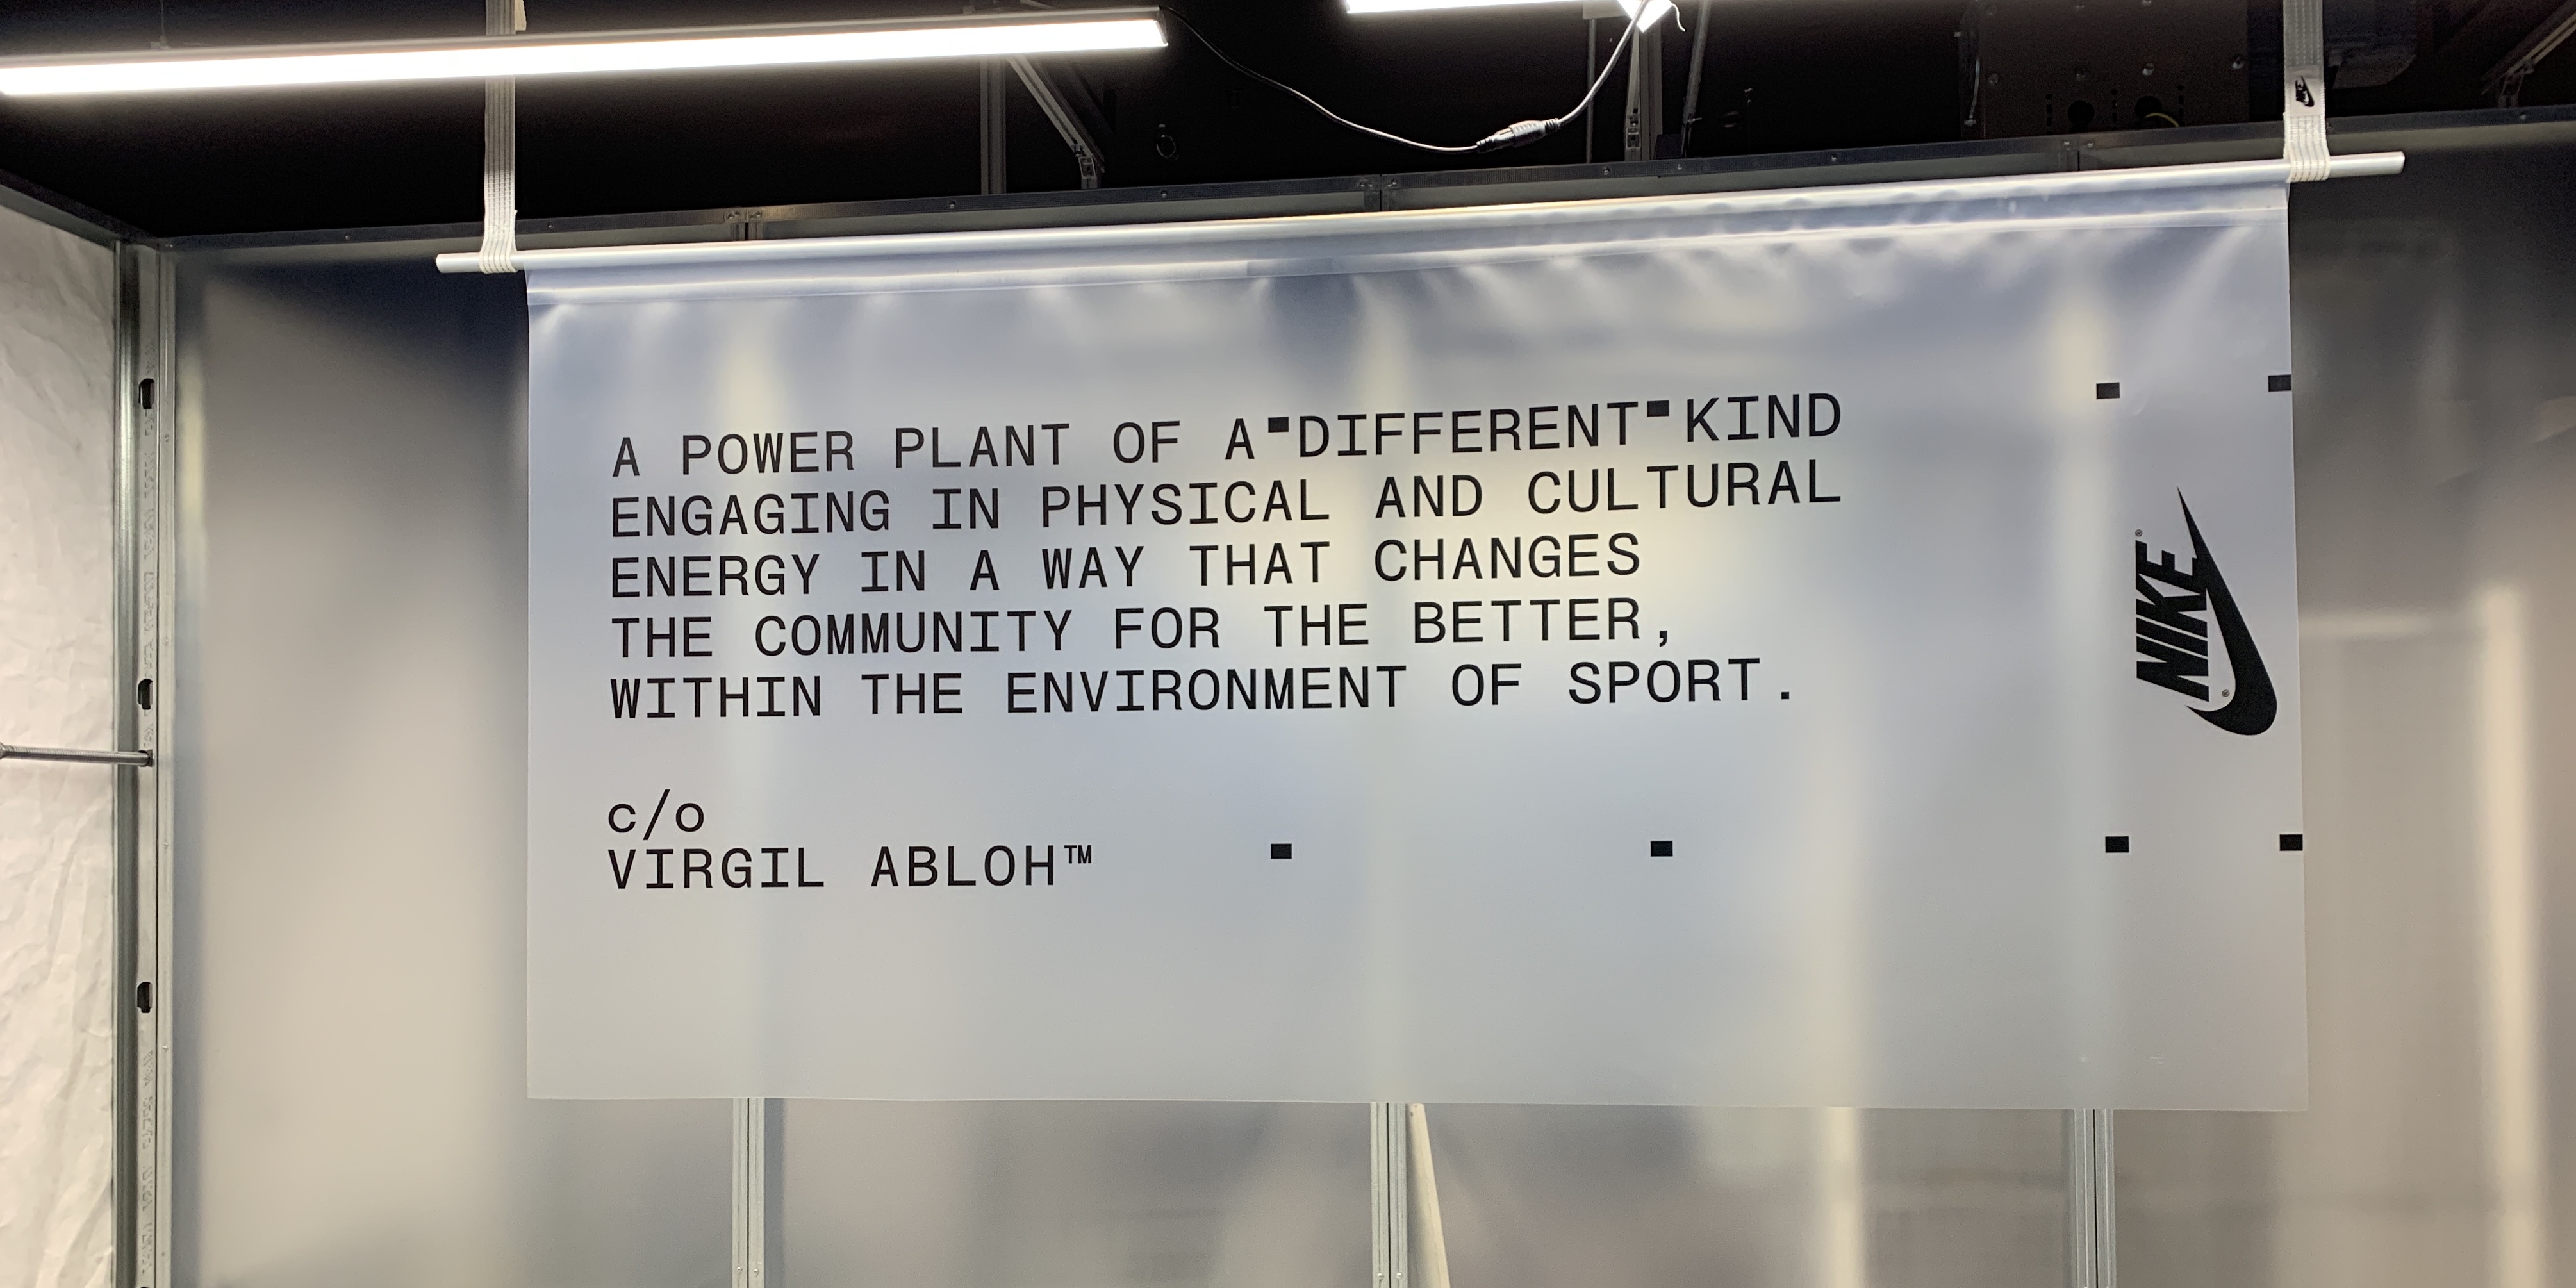 A POWER PLANT OF A DIFFERENT KIND
ENGAGING IN PHYSICAL AND CULTURAL
ENERGY IN A WAY THAT CHANGES
THE COMMUNITY FOR THE BETTER,
WITHIN THE ENVIRONMENT OF SPORT.
c/o
VIRGIL ABLOH™
NIKE